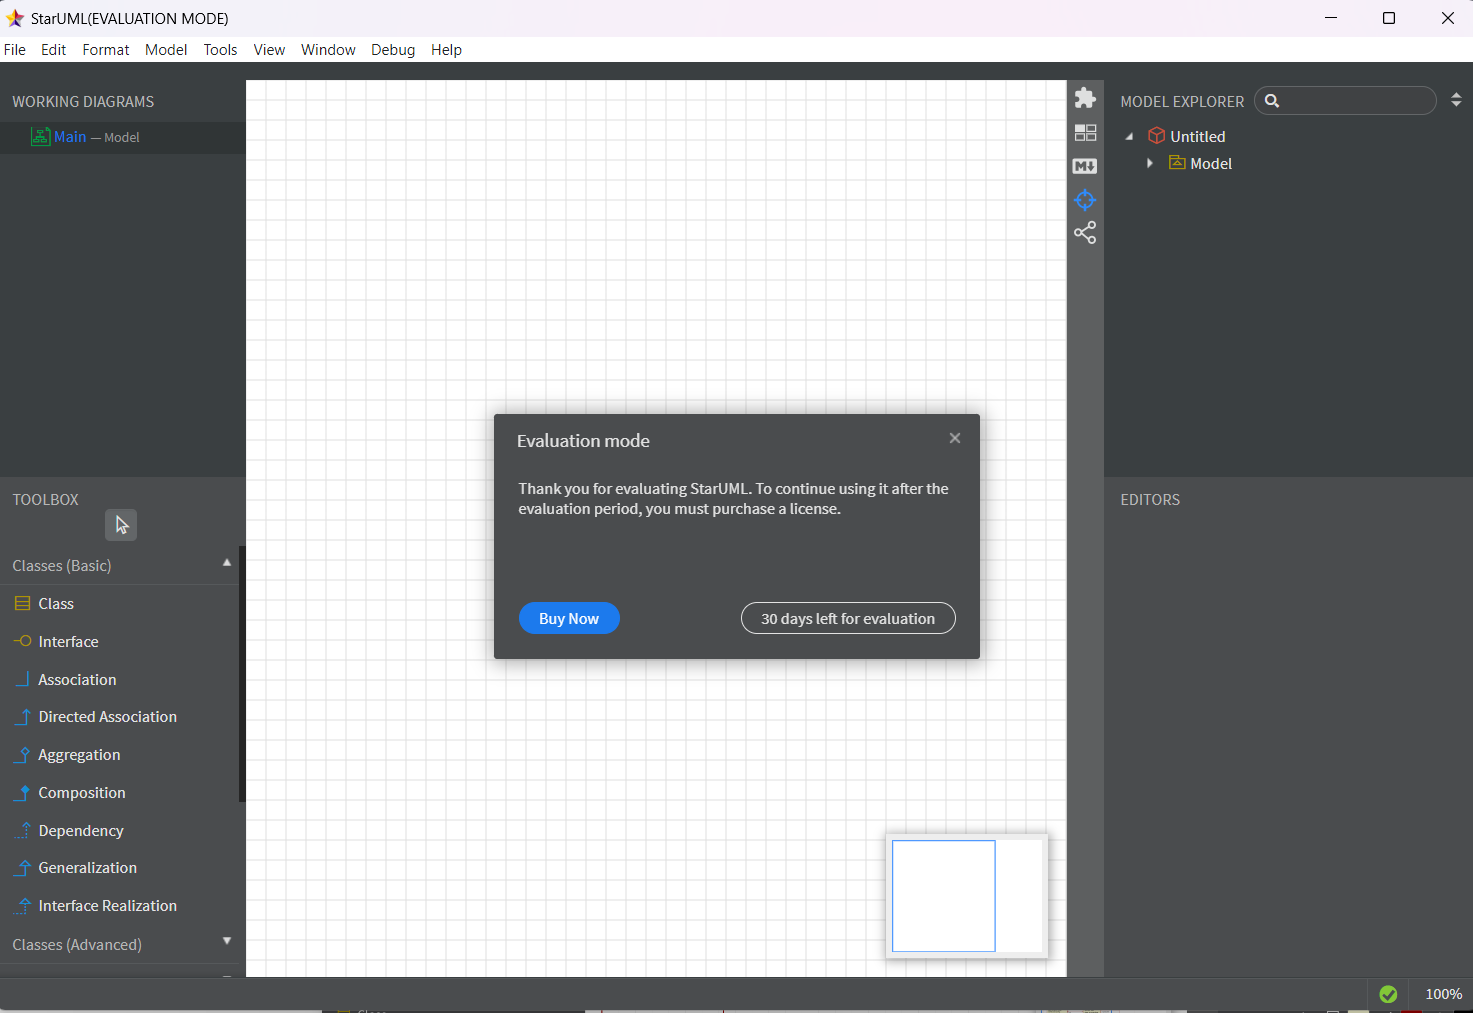 StarUML(EVALUATION MODE)
File Edit Format Model Tools View Window Debug Help
WORKING DIAGRAMS
Main — Model
TOOLBOX
Classes (Basic)
Class
Interface
Association
Directed Association
Aggregation
Composition
Dependency
Generalization
Interface Realization
Classes (Advanced)
Evaluation mode
Thank you for evaluating StarUML. To continue using it after the
evaluation period, you must purchase a license.
Buy Now
30 days left for evaluation
M
MODEL EXPLORER
Untitled
Model
EDITORS
100%